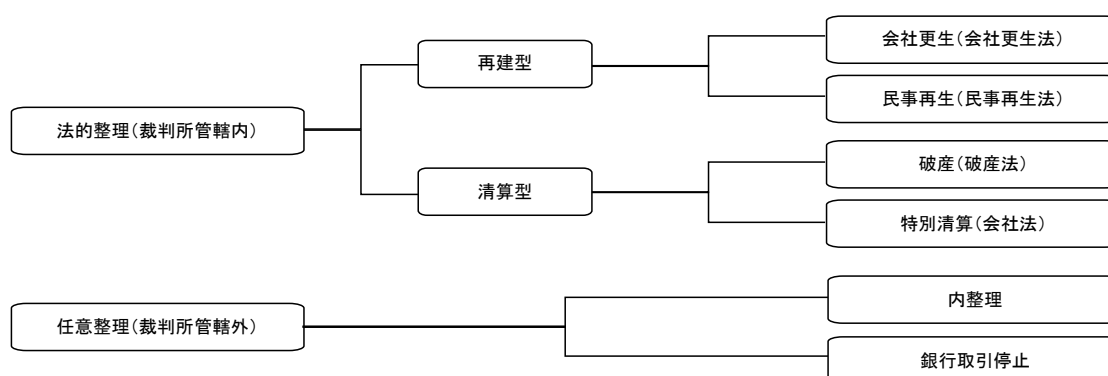 法的整理(裁判所管轄内)
再建型
会社更生(会社更生法)
民事再生(民事再生法)
清算型
破産(破産法)
特別清算(会社法)
任意整理(裁判所管轄外)
内整理
銀行取引停止